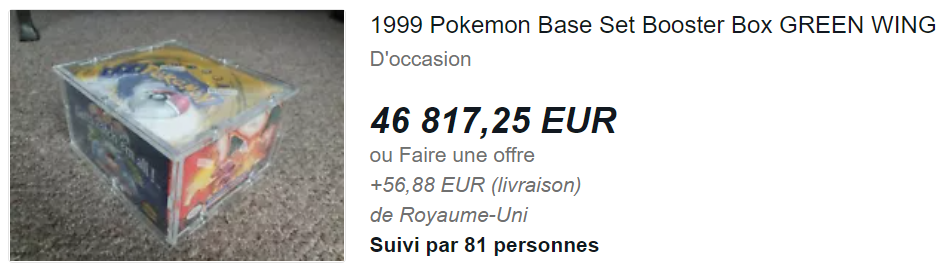 1999 Pokemon Base Set Booster Box GREEN WING
D'occasion
46 817,25 EUR
ou Faire une offre
+56,88 EUR (livraison)
de Royaume-Uni
Suivi par 81 personnes